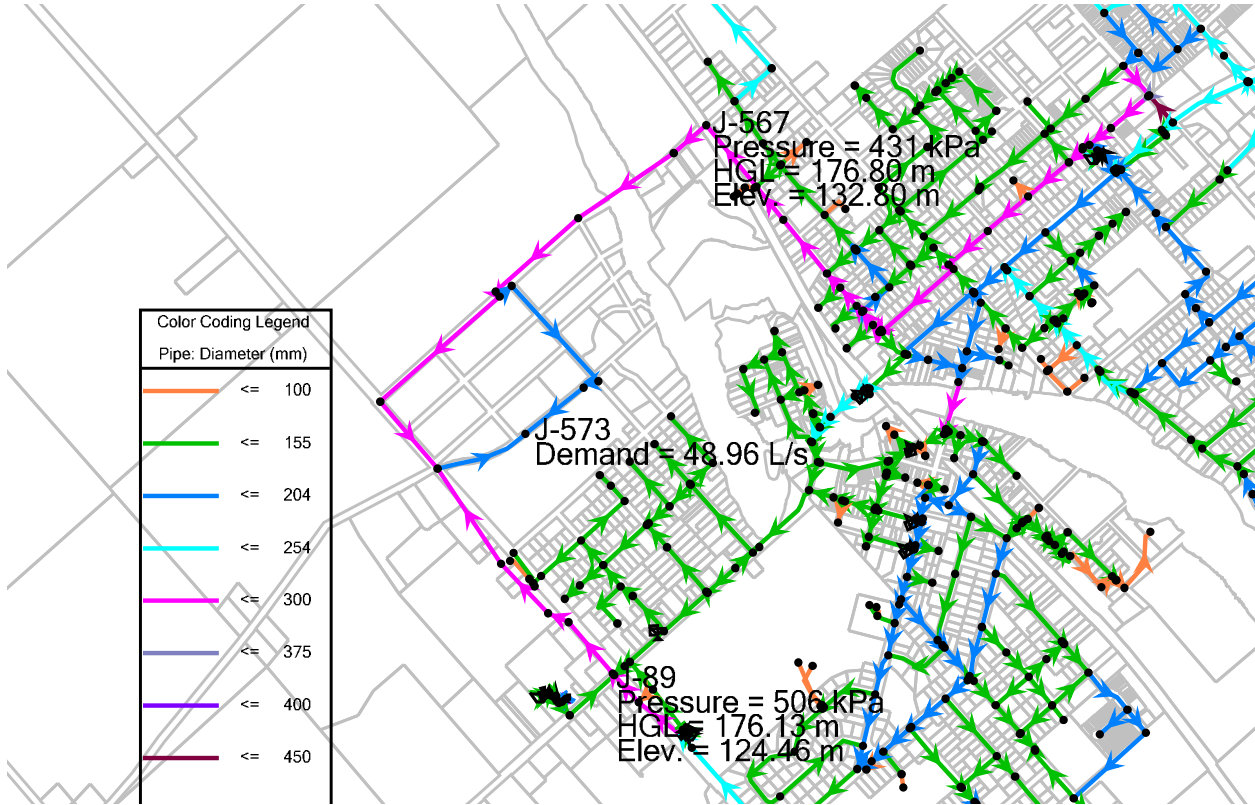 J-567
Pressure = 431 kPa
HGL = 176.80 m
Elev. = 132.80 m
Color Coding Legend
Pipe: Diameter (mm)
<= 100
<= 155
<= 204
<= 254
<= 300
<= 375
<= 400
<= 450
J-573
Demand = 48.96 L/s
J-89
Pressure = 506 kPa
HGL = 176.13 m
Elev. = 124.46 m